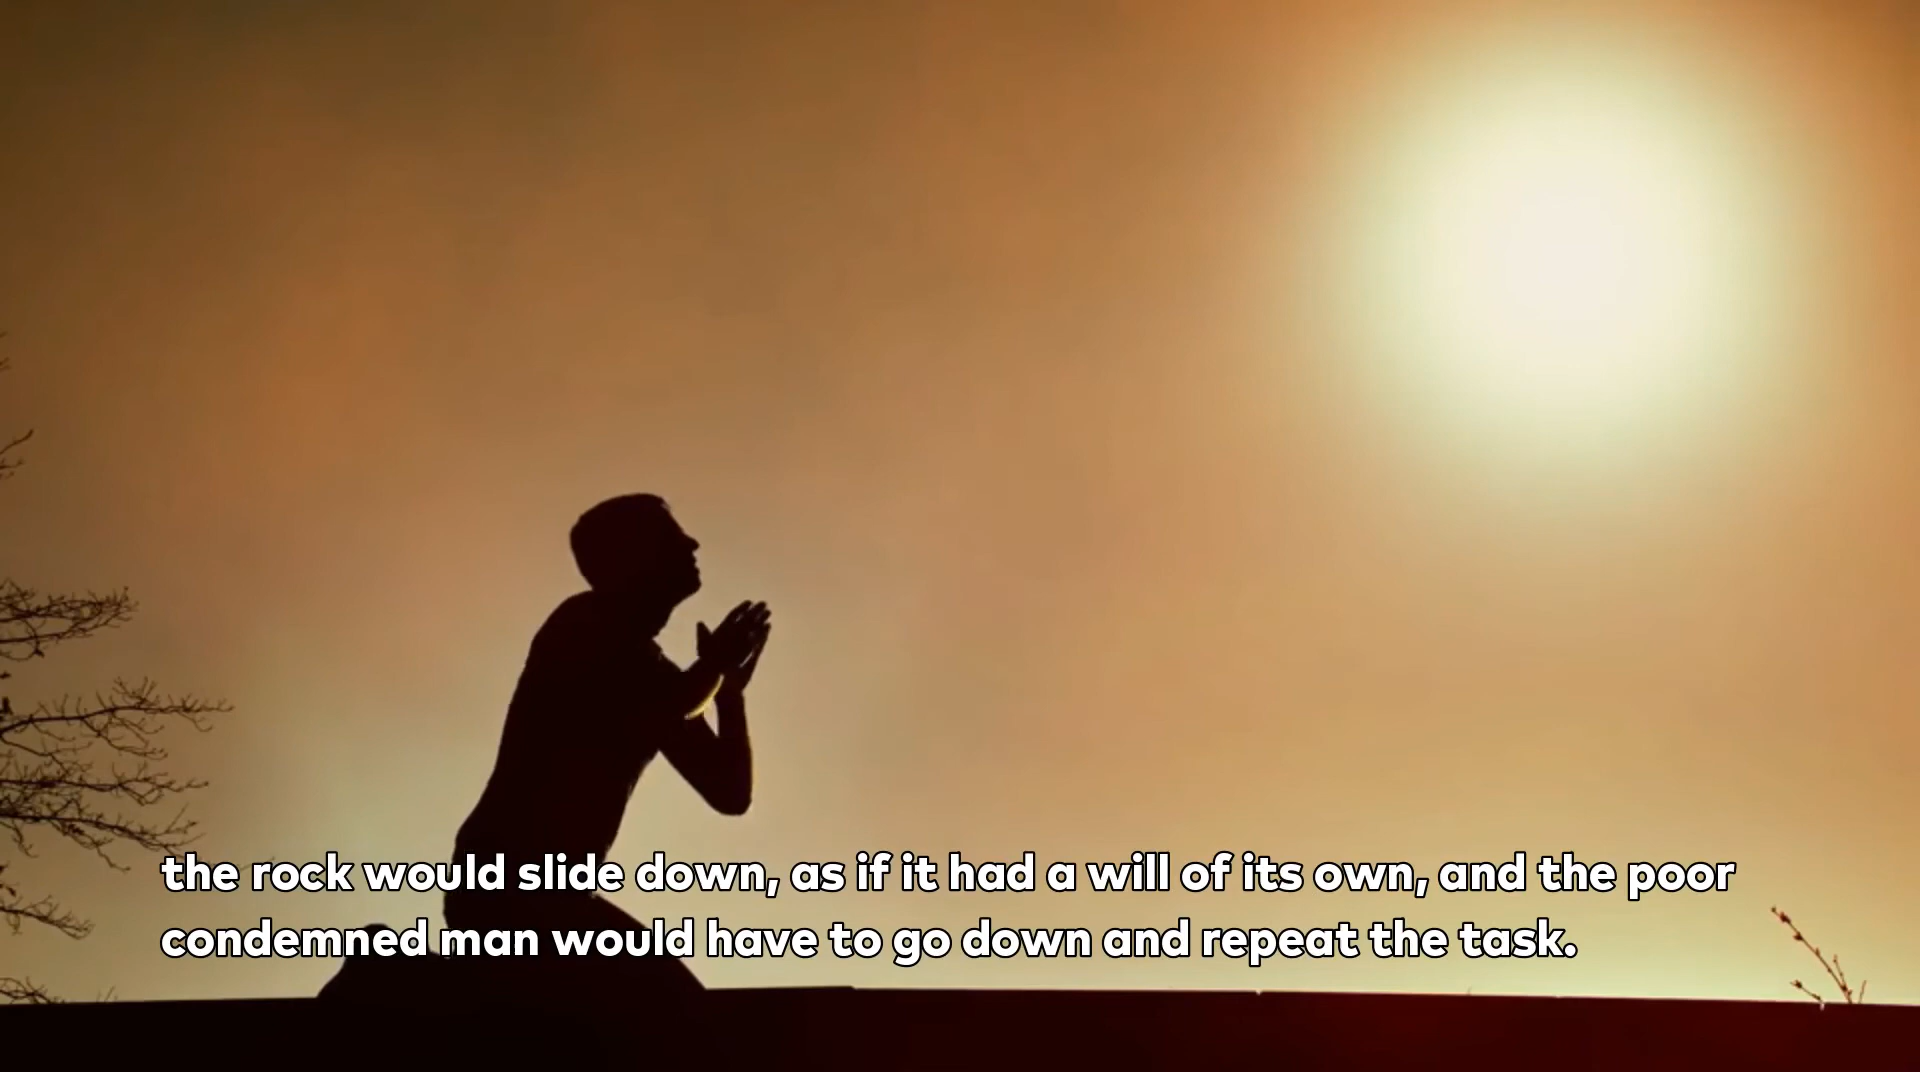 the rock would slide down, as if it had a will of its own, and the poor
condemned man would have to go down and repeat the task.